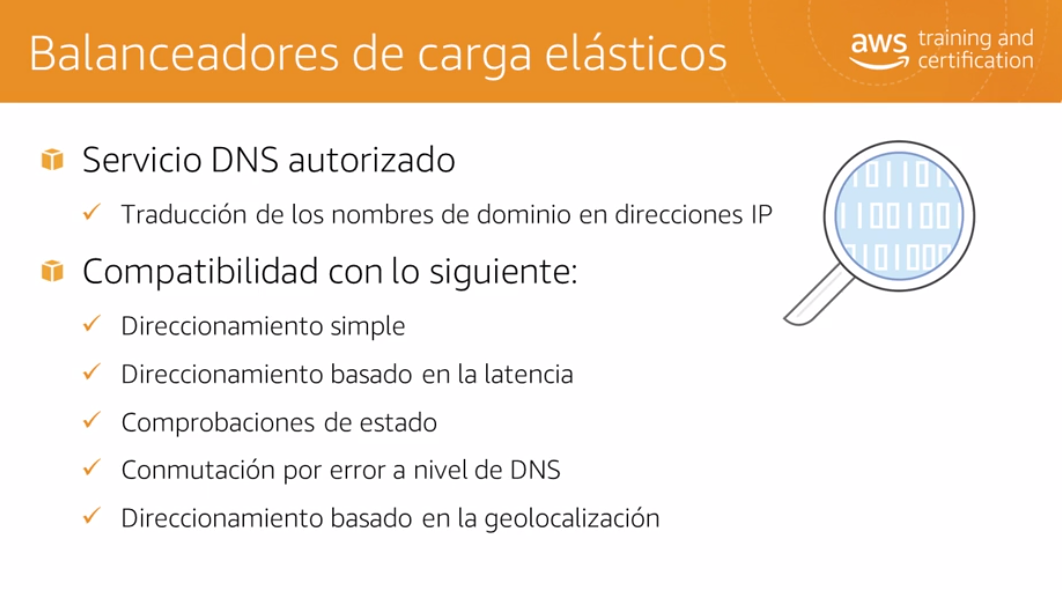 Balanceadores de carga elásticos
aws training and
certification
Servicio DNS autorizado
Traducción de los nombres de dominio en direcciones IP
Compatibilidad con lo siguiente:
Direccionamiento simple
Direccionamiento basado en la latencia
Comprobaciones de estado
Conmutación por error a nivel de DNS
Direccionamiento basado en la geolocalización
101101
1100100
101000